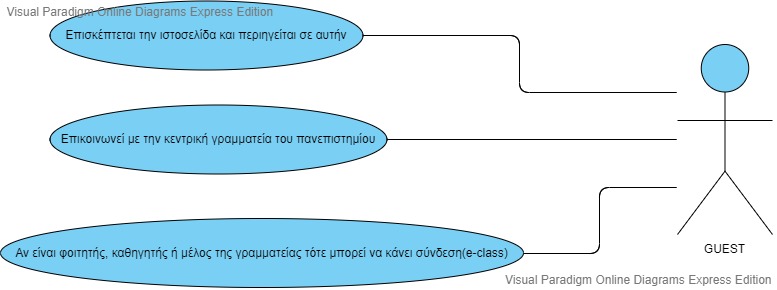 Visual Paradigm Online Diagrams Express Edition
Επισκέπτεται την ιστοσελίδα και περιηγείται σε αυτήν
Επικοινωνεί με την κεντρική γραμματεία του πανεπιστημίου
GUEST
Αν είναι φοιτητής, καθηγητής ή μέλος της γραμματείας τότε μπορεί να κάνει σύνδεση(e-class)
Visual Paradigm Online Diagrams Express Edition